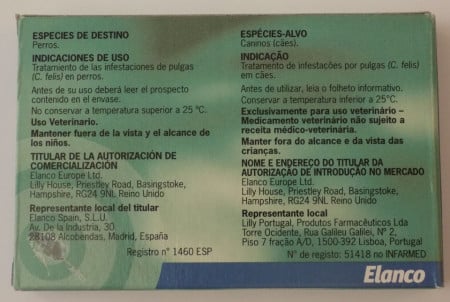 ESPECIES DE DESTINO
Perros.
INDICACIONES DE USO
Tratamiento de las infestaciones de pulgas
(C. felis) en perros.
Antes de su uso deberá leer el prospecto
contenido en el envase.
No conservar a temperatura superior a 25 °C.
Uso Veterinario.
Mantener fuera de la vista y el alcance de
los niños.
TITULAR DE LA AUTORIZACIÓN DE
COMERCIALIZACIÓN
Elanco Europe Ltd.
Lilly House, Priestley Road, Basingstoke,
Hampshire, RG24 9NL Reino Unido
Representante local del titular
Elanco Spain, S.L.U.
Av. De la Industria, 30
28108 Alcobendas, Madrid, España
Registro nº 1460 ESP
ESPÉCIES-ALVO
Caninos (cães).
INDICAÇÃO
Tratamento de infestações por pulgas (C. felis)
em cães.
Antes de utilizar, leia o folheto informativo.
Conservar a temperatura inferior a 25°C.
Exclusivamente para uso veterinário –
Medicamento veterinário não sujeito a
receita médico-veterinária.
Manter fora do alcance e da vista das
crianças.
NOME E ENDEREÇO DO TITULAR DA
AUTORIZAÇÃO DE INTRODUÇÃO NO MERCADO
Elanco Europe Ltd.
Lilly House, Priestley Road, Basingstoke,
Hampshire, RG24 9NL Reino Unido
Representante local
Lilly Portugal, Produtos Farmacêuticos Lda
Torre Ocidente, Rua Galileu Galilei, N° 2,
Piso 7 fração A/D, 1500-392 Lisboa, Portugal
N° de registo: 51418 no INFARMED
Elanco